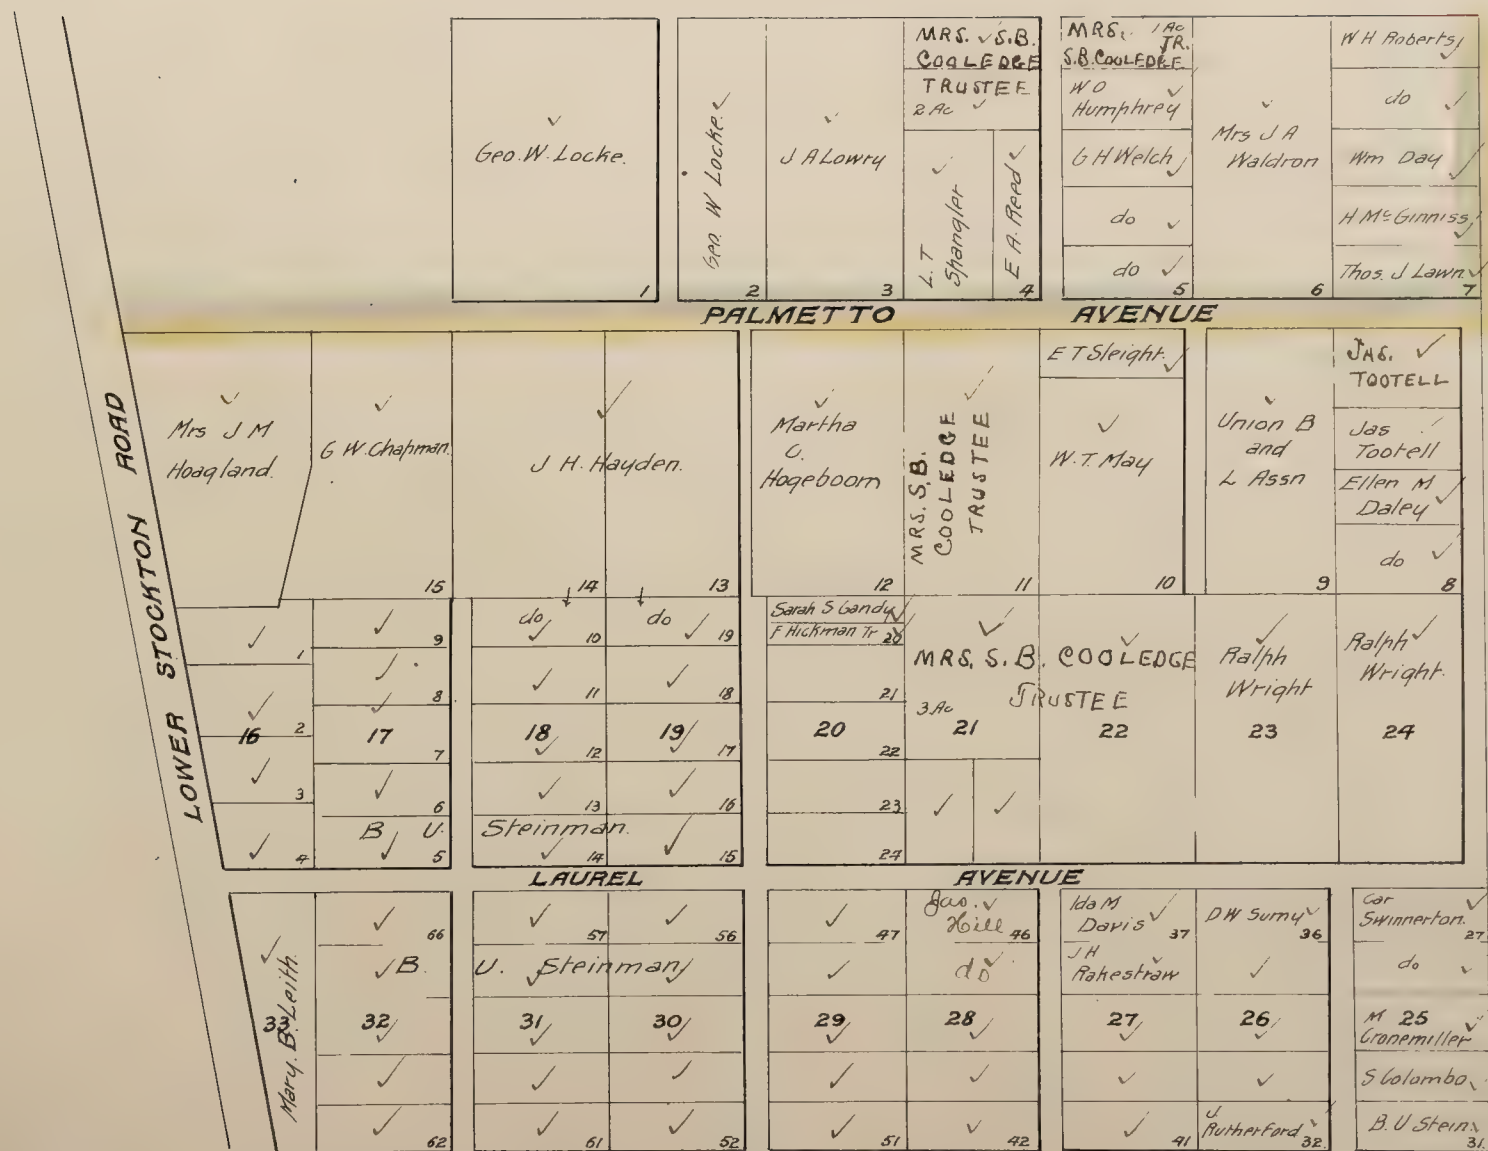 Geo. W. Locke.
1
Geo. W Locke.
2
J A Lowry
3
MRS. S.B.
COOLEDGE
TRUSTEE
2 Ac
L. T
Spangler
E A. Reed
4
MRS. 1 Ac
JR.
S.B. COOLEDGE
W O
Humphrey
G H Welch
do
do
5
Mrs J A
Waldron
6
W H Roberts
do
Wm Day
H McGinniss
Thos. J Lawn.
7
PALMETTO AVENUE
LOWER STOCKTON ROAD
Mrs J M
Hoagland.
G W. Chapman.
15
J H. Hayden.
14
13
Martha
C.
Hogeboom
12
MRS. S.B.
COOLEDGE
TRUSTEE
11
E T Sleight.
W. T. May
10
Union B
and
L Assn
9
JAS.
TOOTELL
Jas
Tootell
Ellen M
Daley
do
8
1
2
16
3
4
9
8
17
7
6
B U.
5
do
10
11
18
12
13
Steinman.
14
do
19
18
19
17
16
15
Sarah S Gandy
F Hickman Tr 20
21
20
22
23
24
MRS. S. B. COOLEDGE
TRUSTEE
3 Ac
21
22
Ralph
Wright
23
Ralph
Wright.
24
LAUREL AVENUE
Mary. B. Leith.
33
66
B.
32
62
57
56
U. Steinman
31
30
61
52
47
29
51
Jas.
Hill 46
do
28
42
Ida M
Davis 37
J H
Rakestraw
27
41
D W Sumy
36
26
J
Rutherford 32
Car
Swinnerton.
27
do
M 25
Cronemiller
S Colombo
B. U Stein
31